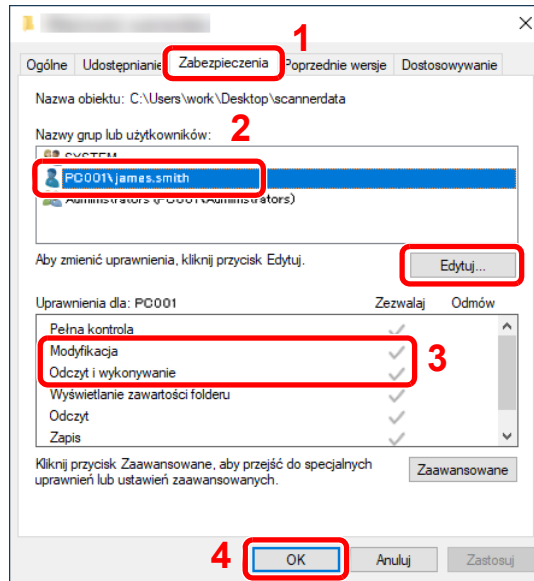 1
Ogólne Udostępnianie Zabezpieczenia Poprzednie wersje Dostosowywanie
Nazwa obiektu: C:\Users\work\Desktop\scannerdata
Nazwy grup lub użytkowników:
2
SYSTEM
PC001\james.smith
Administrators (PC001\Administrators)
Aby zmienić uprawnienia, kliknij przycisk Edytuj.
Edytuj...
Uprawnienia dla: PC001 Zezwalaj Odmów
Pełna kontrola
Modyfikacja
3
Odczyt i wykonywanie
Wyświetlanie zawartości folderu
Odczyt
Zapis
Kliknij przycisk Zaawansowane, aby przejść do specjalnych
uprawnień lub ustawień zaawansowanych.
Zaawansowane
4
OK Anuluj Zastosuj